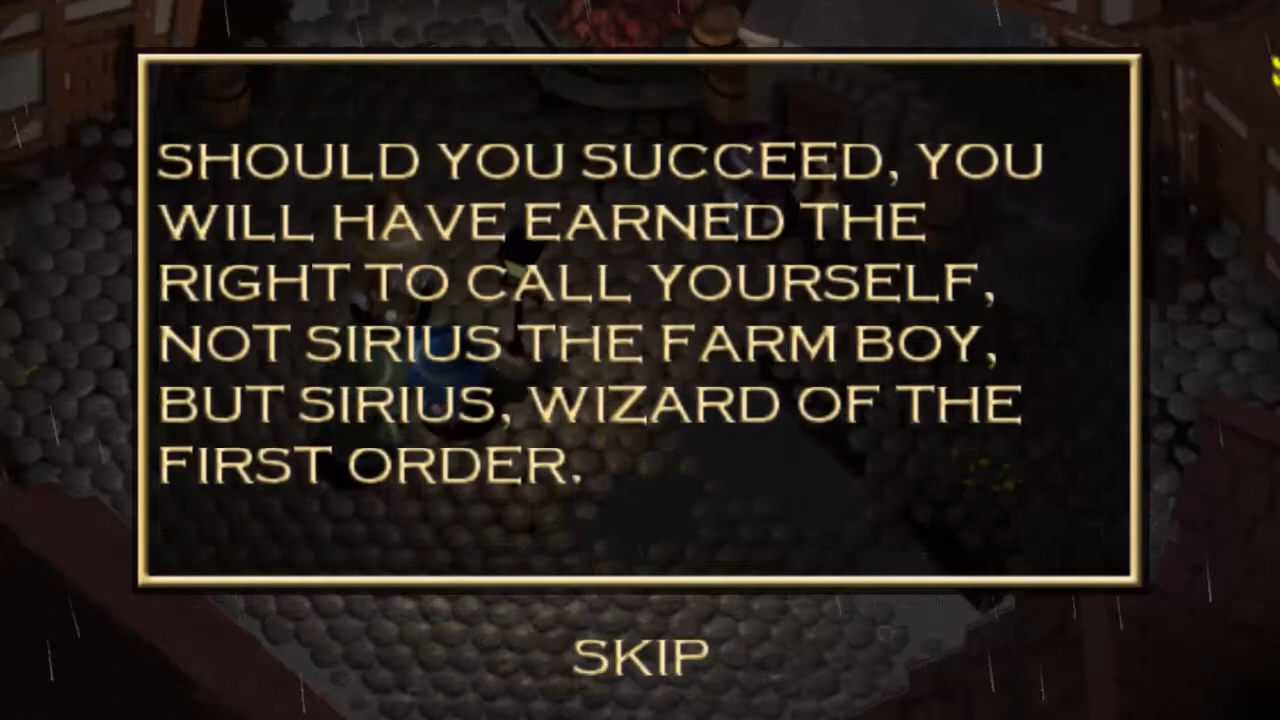 SHOULD YOU SUCCEED, YOU
WILL HAVE EARNED THE
RIGHT TO CALL YOURSELF,
NOT SIRIUS THE FARM BOY,
BUT SIRIUS, WIZARD OF THE
FIRST ORDER.
SKIP